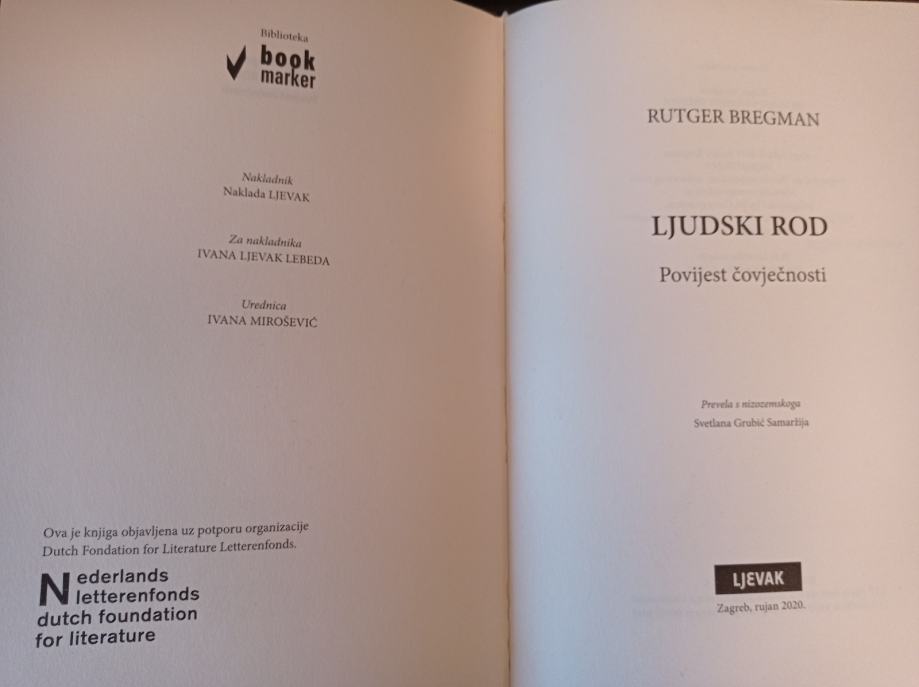 Biblioteka
book
marker
Nakladnik
Naklada LJEVAK
Za nakladnika
IVANA LJEVAK LEBEDA
Urednica
IVANA MIROŠEVIĆ
Ova je knjiga objavljena uz potporu organizacije
Dutch Fondation for Literature Letterenfonds.
Nederlands
letterenfonds
dutch foundation
for literature
RUTGER BREGMAN
LJUDSKI ROD
Povijest čovječnosti
Prevela s nizozemskoga
Svetlana Grubić Samaržija
LJEVAK
Zagreb, rujan 2020.